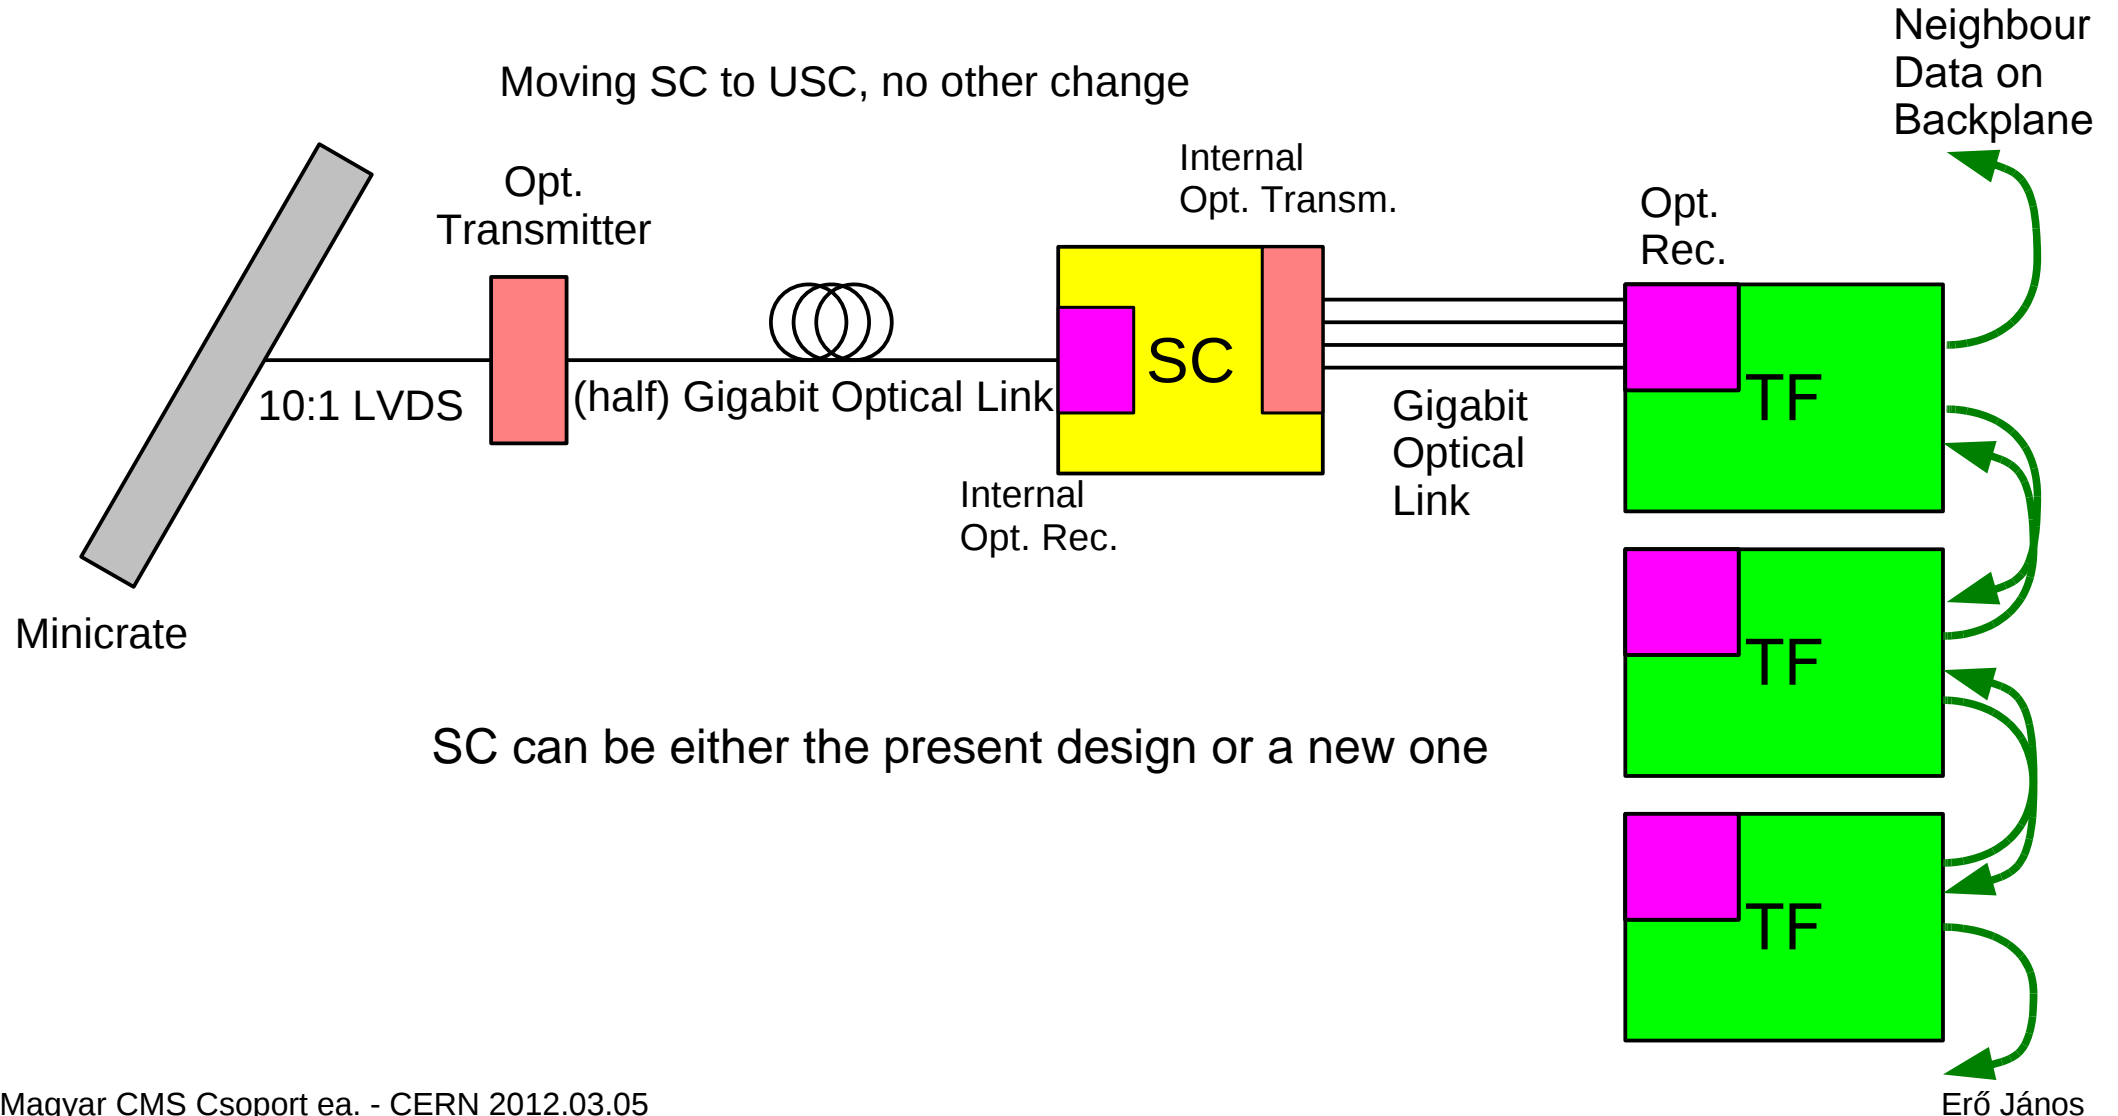 Neighbour
Data on
Backplane
Moving SC to USC, no other change
Internal
Opt. Transm.
Opt.
Transmitter
Opt.
Rec.
SC
TF
10:1 LVDS
(half) Gigabit Optical Link
Gigabit
Optical
Link
Internal
Opt. Rec.
Minicrate
TF
SC can be either the present design or a new one
TF
Magyar CMS Csoport ea. - CERN 2012.03.05
Erő János